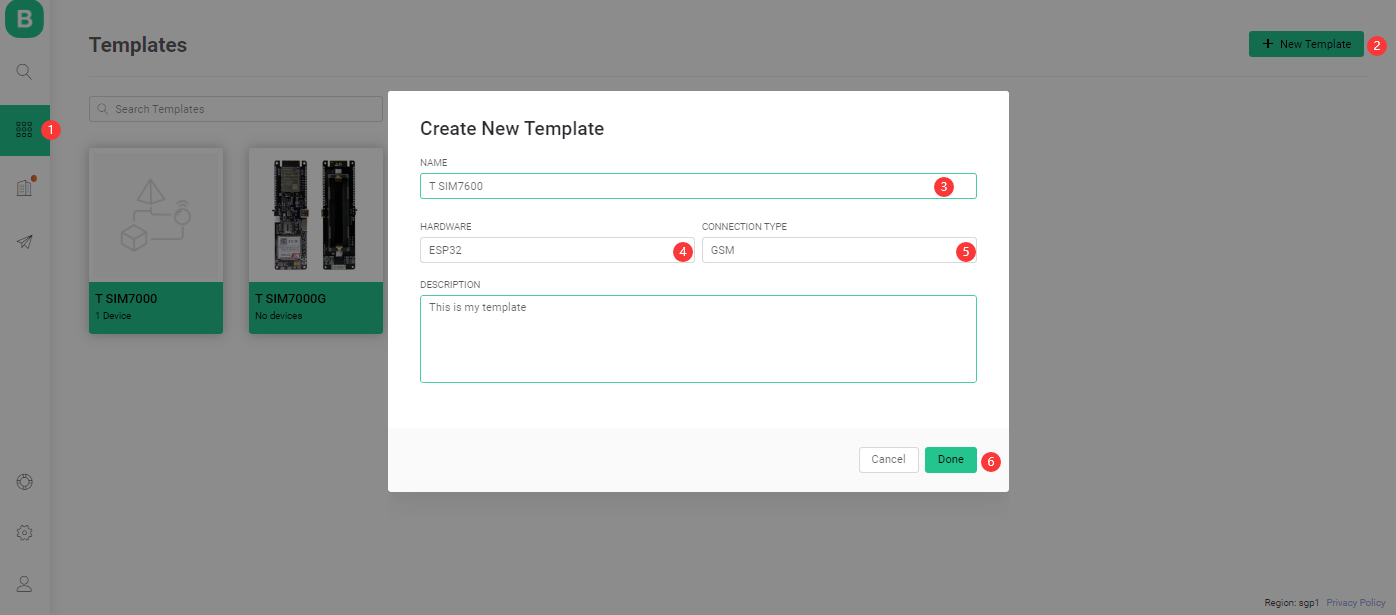 B
Templates
+ New Template 2
Search Templates
1
Create New Template
NAME
T SIM7600 3
HARDWARE CONNECTION TYPE
ESP32 4 GSM 5
DESCRIPTION
This is my template
T SIM7000
1 Device
T SIM7000G
No devices
Cancel Done 6
Region: sgp1 Privacy Policy